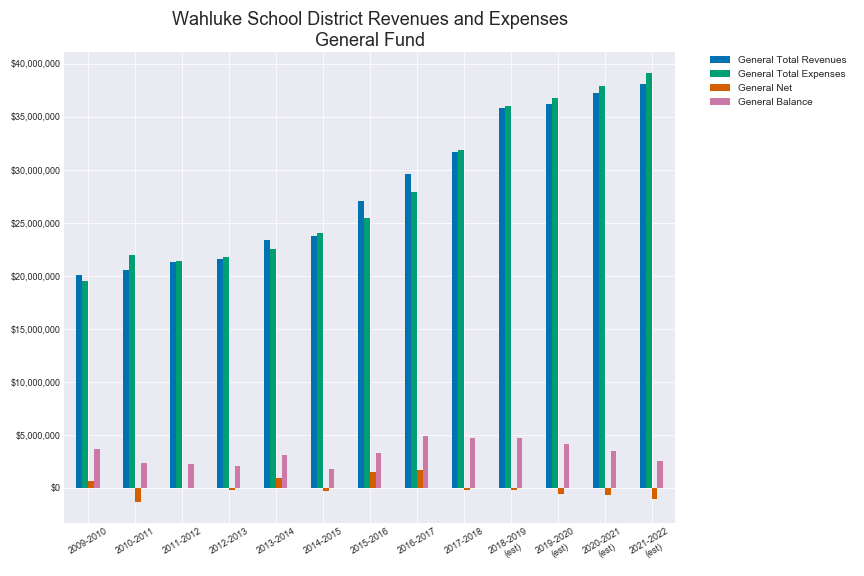 Wahluke School District Revenues and Expenses
General Fund
General Total Revenues
General Total Expenses
General Net
General Balance
$40,000,000
$35,000,000
$30,000,000
$25,000,000
$20,000,000
$15,000,000
$10,000,000
$5,000,000
$0
2009-2010
2010-2011
2011-2012
2012-2013
2013-2014
2014-2015
2015-2016
2016-2017
2017-2018
2018-2019
(est)
2019-2020
(est)
2020-2021
(est)
2021-2022
(est)